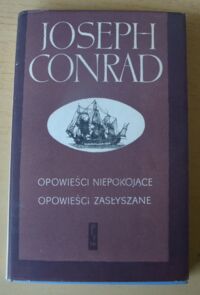 JOSEPH
CONRAD
OPOWIEŚCI NIEPOKOJĄCE
OPOWIEŚCI ZASŁYSZANE